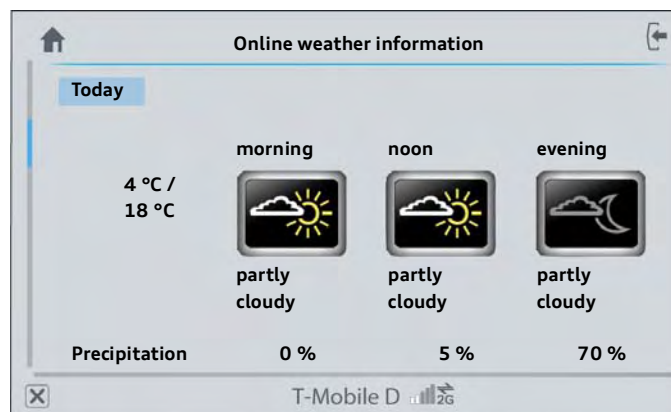 Online weather information
Today
morning noon evening
4 °C /
18 °C
partly partly partly
cloudy cloudy cloudy
Precipitation 0 % 5 % 70 %
T-Mobile D 2G